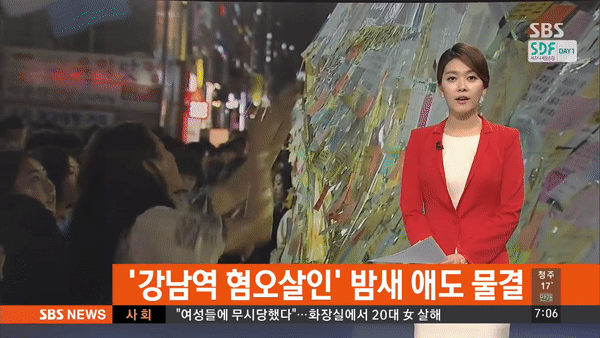 SBS
SDF DAY 1
'강남역 혐오살인' 밤새 애도 물결
청주
17°
SBS NEWS
사 회
"여성들에 무시당했다"…화장실에서 20대 女 살해
7:06